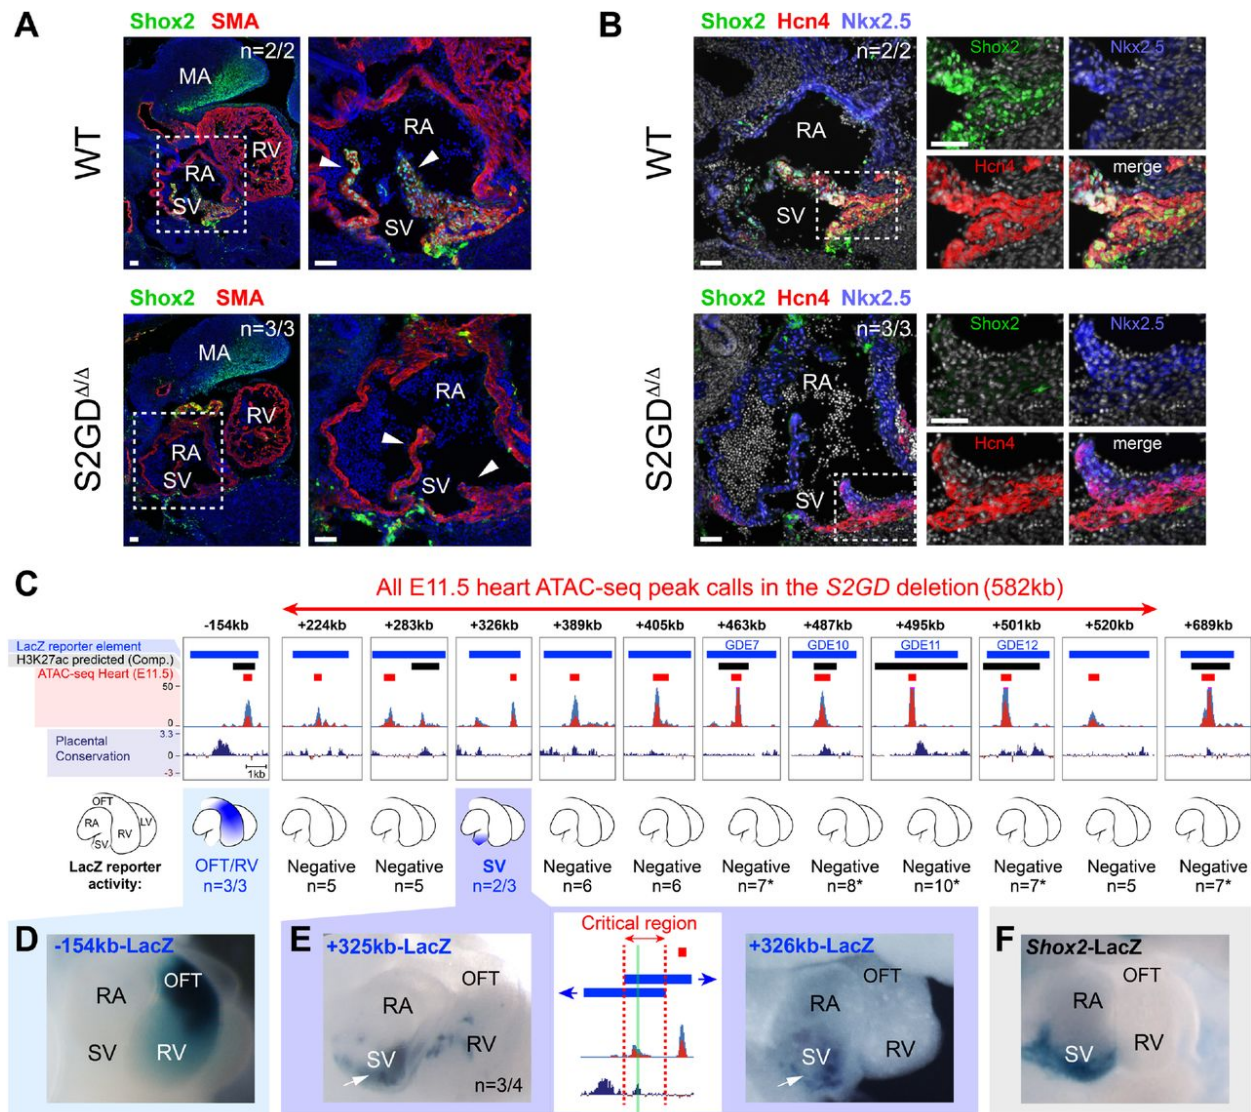 A
Shox2 SMA
WT
n=2/2
MA
RV
RA
SV
RA
SV
Shox2 SMA
S2GDΔ/Δ
n=3/3
MA
RV
RA
SV
RA
SV
B
Shox2 Hcn4 Nkx2.5
WT
n=2/2
RA
SV
Shox2
Nkx2.5
Hcn4
merge
Shox2 Hcn4 Nkx2.5
S2GDΔ/Δ
n=3/3
RA
SV
Shox2
Nkx2.5
Hcn4
merge
C
All E11.5 heart ATAC-seq peak calls in the S2GD deletion (582kb)
-154kb +224kb +283kb +326kb +389kb +405kb +463kb +487kb +495kb +501kb +520kb +689kb
LacZ reporter element
GDE7 GDE10 GDE11 GDE12
H3K27ac predicted (Comp.)
ATAC-seq Heart (E11.5)
50
0
Placental Conservation
3.3
0
-3
1kb
OFT
RA
RV
LV
SV
LacZ reporter activity:
OFT/RV Negative Negative SV Negative Negative Negative Negative Negative Negative Negative Negative
n=3/3 n=5 n=5 n=2/3 n=6 n=6 n=7* n=8* n=10* n=7* n=5 n=7*
D
-154kb-LacZ
OFT
RA
SV
RV
E
+325kb-LacZ
OFT
RA
SV
RV
n=3/4
Critical region
+326kb-LacZ
OFT
RA
SV
RV
F
Shox2-LacZ
OFT
RA
SV
RV